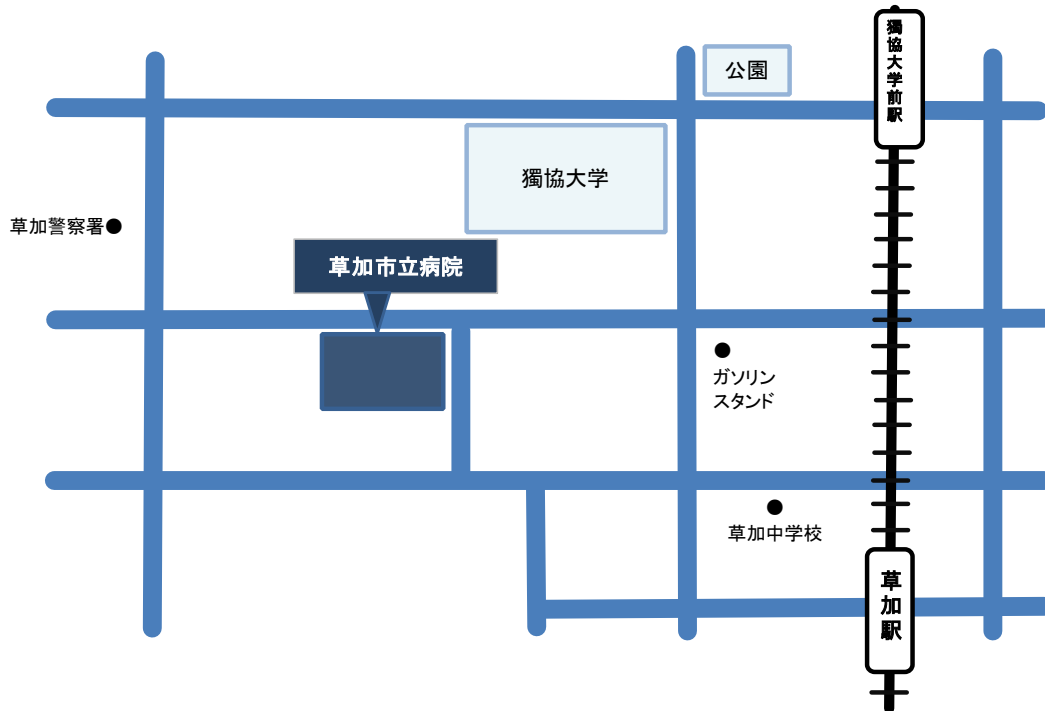 獨協大学前駅
公園
獨協大学
草加警察署
草加市立病院
ガソリン
スタンド
草加中学校
草加駅